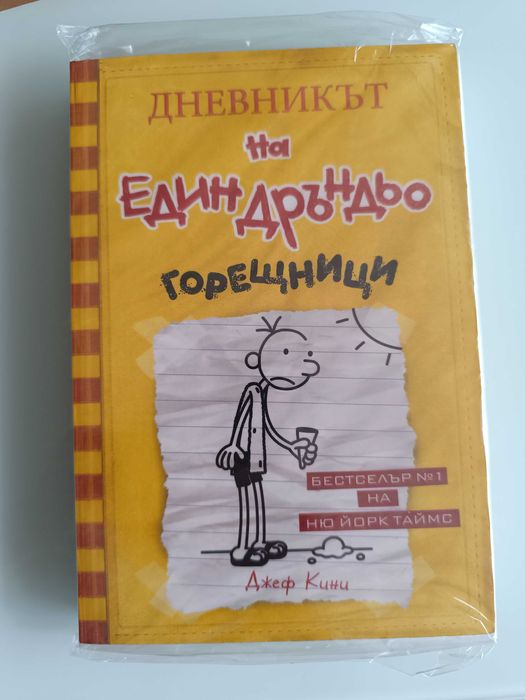 ДНЕВНИКЪТ
на
ЕДИН ДРЪНДЬО
ГОРЕЩНИЦИ
БЕСТСЕЛЪР №1
НА
НЮ ЙОРК ТАЙМС
Джеф Кини